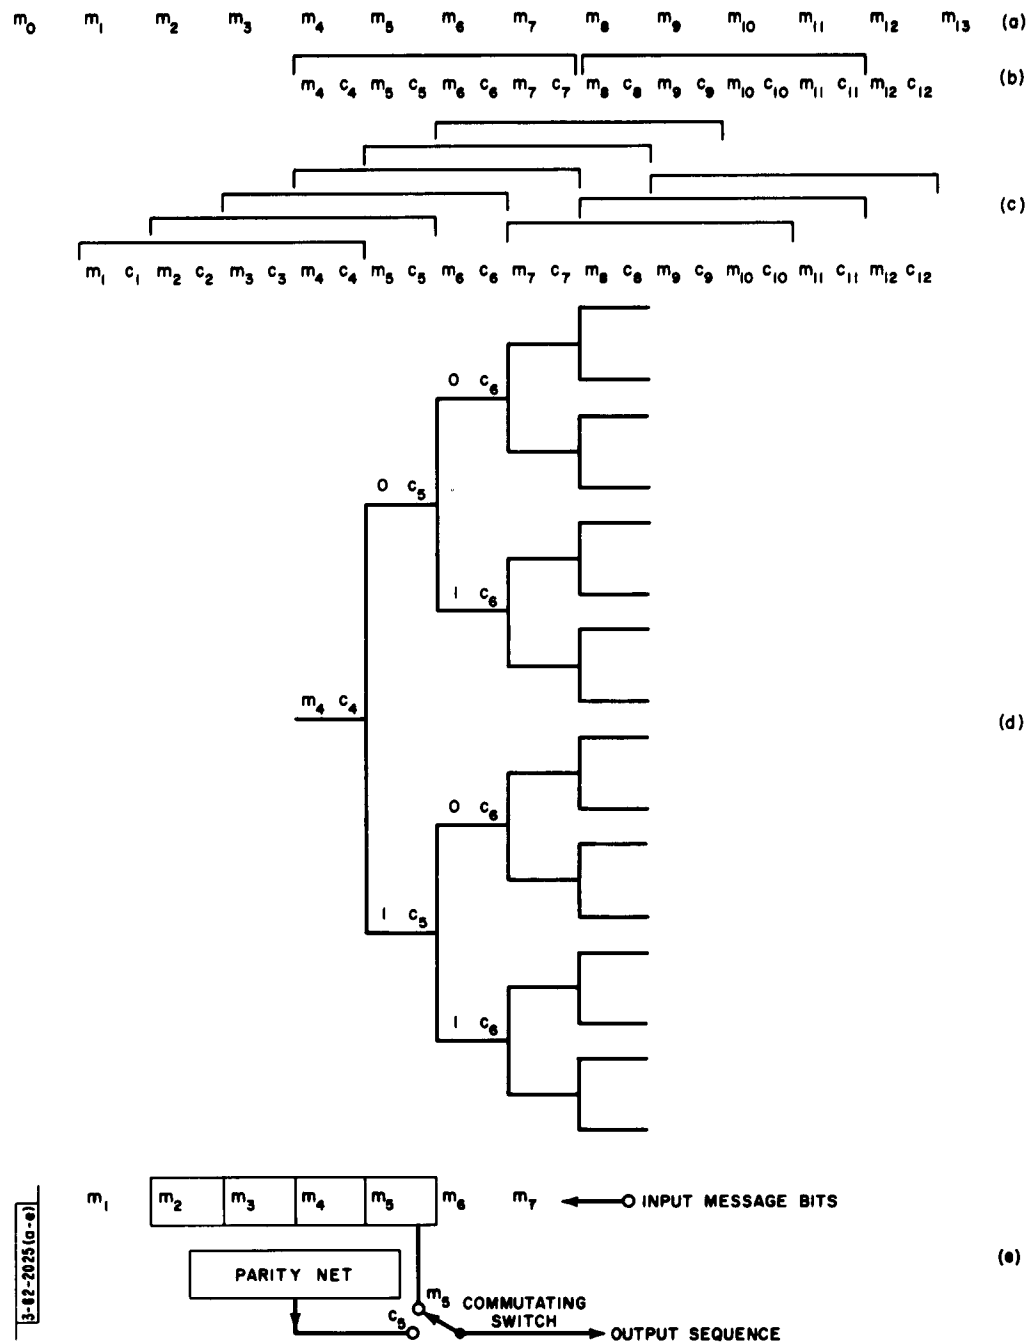 m₀ m₁ m₂ m₃ m₄ m₅ m₆ m₇ m₈ m₉ m₁₀ m₁₁ m₁₂ m₁₃ (a)
m₄ c₄ m₅ c₅ m₆ c₆ m₇ c₇ m₈ c₈ m₉ c₉ m₁₀ c₁₀ m₁₁ c₁₁ m₁₂ c₁₂ (b)
(c)
m₁ c₁ m₂ c₂ m₃ c₃ m₄ c₄ m₅ c₅ m₆ c₆ m₇ c₇ m₈ c₈ m₉ c₉ m₁₀ c₁₀ m₁₁ c₁₁ m₁₂ c₁₂
0 c₆
0 c₅
1 c₆
m₄ c₄
(d)
0 c₆
1 c₅
1 c₆
m₁ m₂ m₃ m₄ m₅ m₆ m₇ INPUT MESSAGE BITS
(e)
PARITY NET
m₅ COMMUTATING
SWITCH
c₅
OUTPUT SEQUENCE
3-62-2025(a-e)